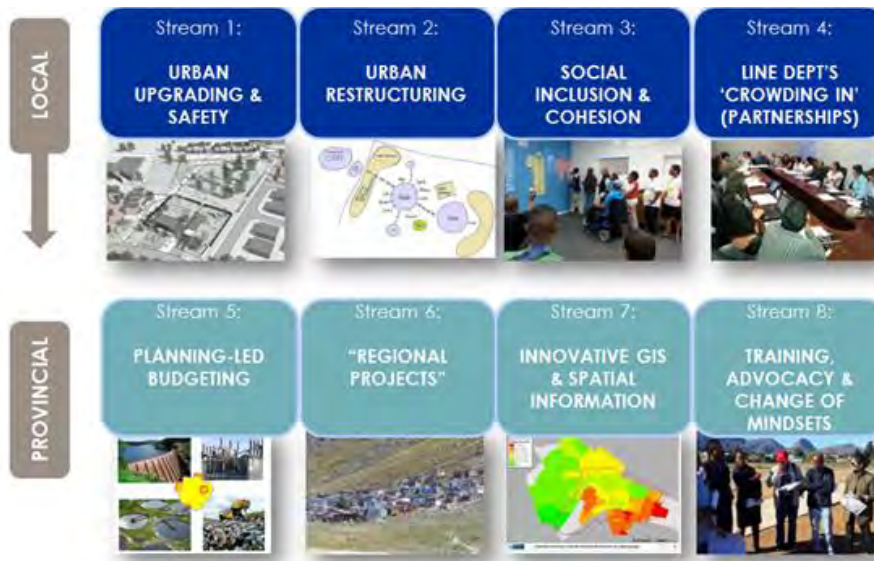 LOCAL
Stream 1:
URBAN
UPGRADING &
SAFETY
Stream 2:
URBAN
RESTRUCTURING
Stream 3:
SOCIAL
INCLUSION &
COHESION
Stream 4:
LINE DEPT'S
'CROWDING IN'
(PARTNERSHIPS)
PROVINCIAL
Stream 5:
PLANNING-LED
BUDGETING
Stream 6:
"REGIONAL
PROJECTS"
Stream 7:
INNOVATIVE GIS
& SPATIAL
INFORMATION
Stream 8:
TRAINING,
ADVOCACY &
CHANGE OF
MINDSETS